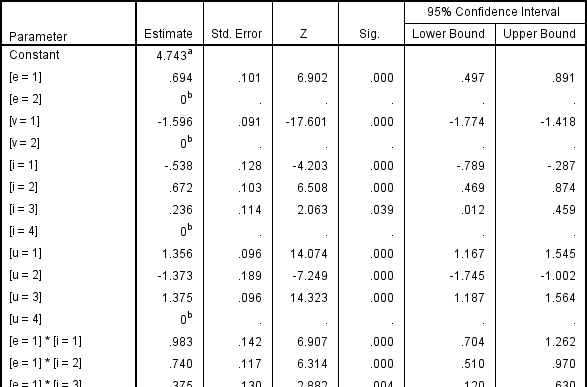 95% Confidence Interval
Parameter Estimate Std. Error Z Sig. Lower Bound Upper Bound
Constant 4.743a
[e = 1] .694 .101 6.902 .000 .497 .891
[e = 2] 0b . . . . .
[v = 1] -1.596 .091 -17.601 .000 -1.774 -1.418
[v = 2] 0b . . . . .
[i = 1] -.538 .128 -4.203 .000 -.789 -.287
[i = 2] .672 .103 6.508 .000 .469 .874
[i = 3] .236 .114 2.063 .039 .012 .459
[i = 4] 0b . . . . .
[u = 1] 1.356 .096 14.074 .000 1.167 1.545
[u = 2] -1.373 .189 -7.249 .000 -1.745 -1.002
[u = 3] 1.375 .096 14.323 .000 1.187 1.564
[u = 4] 0b . . . . .
[e = 1] * [i = 1] .983 .142 6.907 .000 .704 1.262
[e = 1] * [i = 2] .740 .117 6.314 .000 .510 .970
[e = 1] * [i = 3] .375 .130 2.882 .004 .120 .630